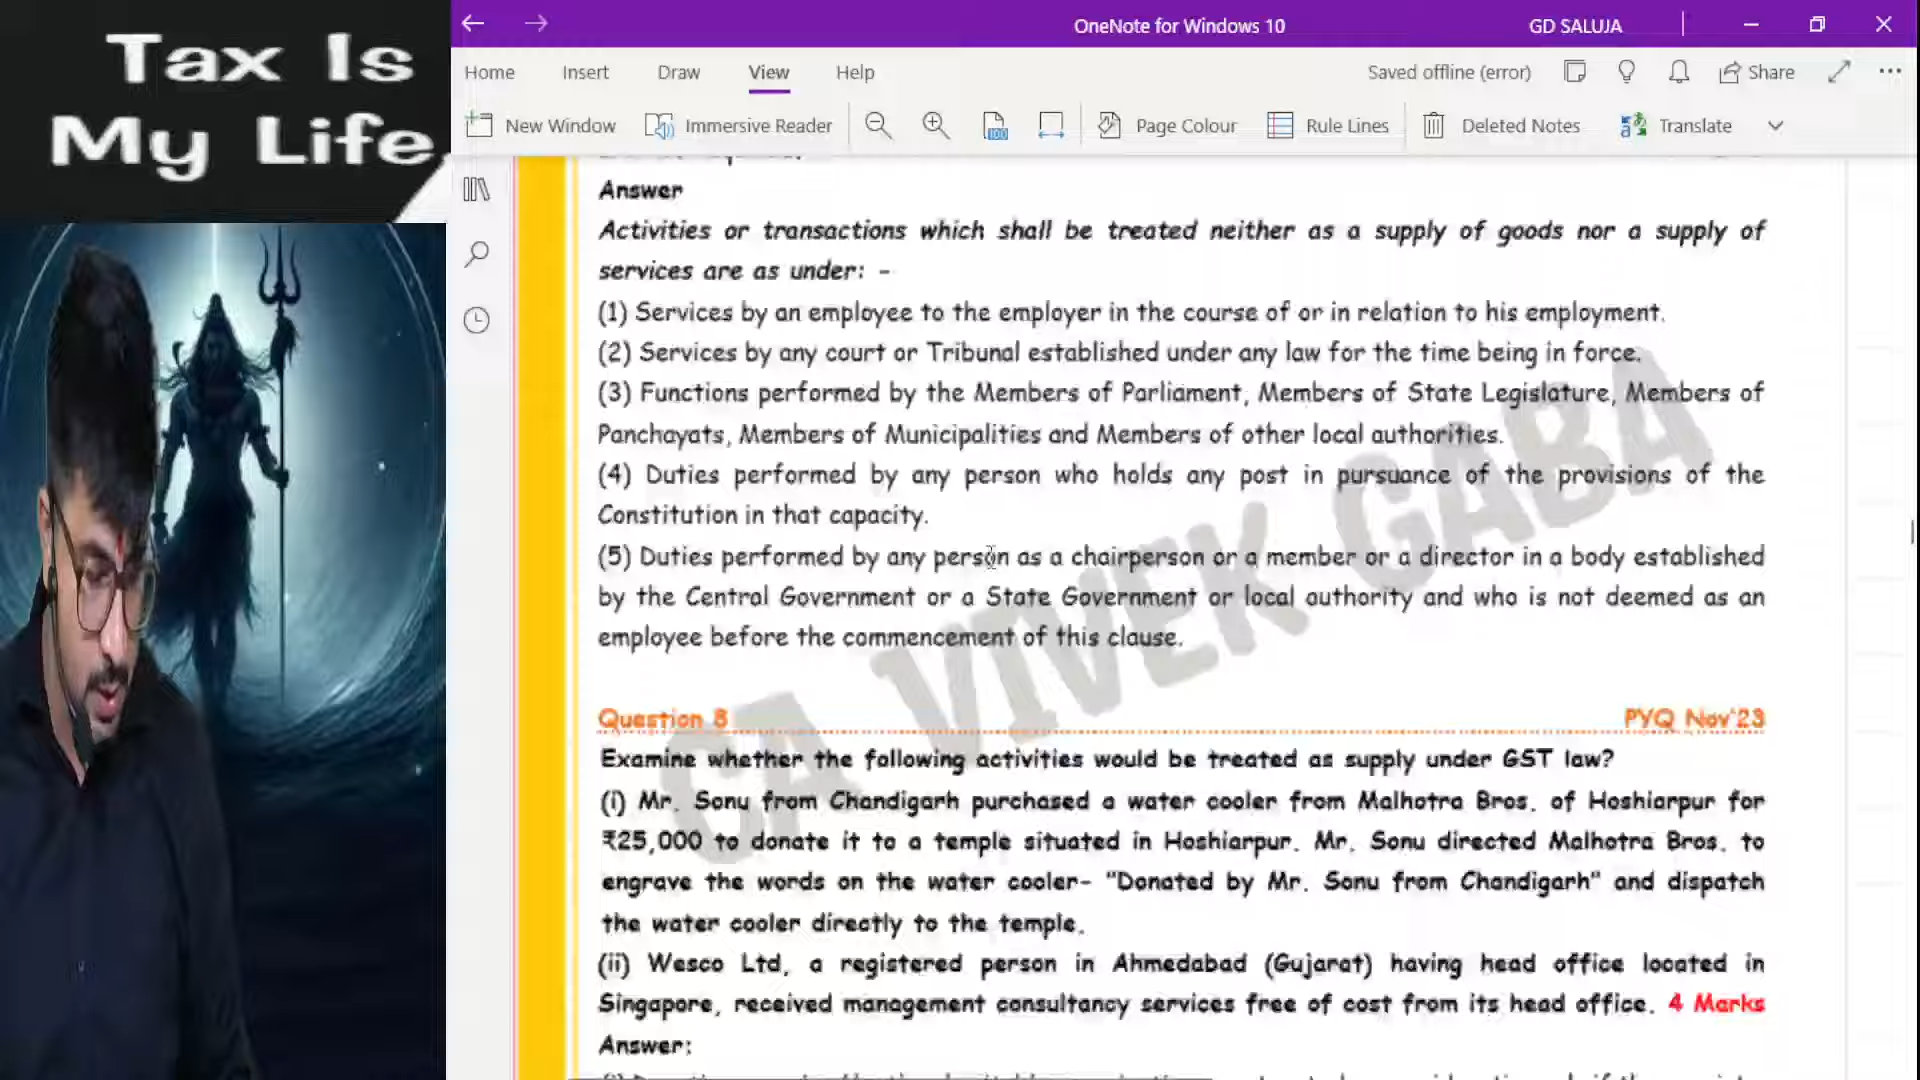 Tax Is
My Life
OneNote for Windows 10
GD SALUJA
Home Insert Draw View Help
Saved offline (error)
Share
New Window
Immersive Reader
100
Page Colour
Rule Lines
Deleted Notes
Translate
Answer
Activities or transactions which shall be treated neither as a supply of goods nor a supply of
services are as under: -
(1) Services by an employee to the employer in the course of or in relation to his employment.
(2) Services by any court or Tribunal established under any law for the time being in force.
(3) Functions performed by the Members of Parliament, Members of State Legislature, Members of
Panchayats, Members of Municipalities and Members of other local authorities.
(4) Duties performed by any person who holds any post in pursuance of the provisions of the
Constitution in that capacity.
(5) Duties performed by any person as a chairperson or a member or a director in a body established
by the Central Government or a State Government or local authority and who is not deemed as an
employee before the commencement of this clause.
CA VIVEK GABA
Question 8 PYQ Nov'23
Examine whether the following activities would be treated as supply under GST law?
(i) Mr. Sonu from Chandigarh purchased a water cooler from Malhotra Bros. of Hoshiarpur for
₹25,000 to donate it to a temple situated in Hoshiarpur. Mr. Sonu directed Malhotra Bros. to
engrave the words on the water cooler- "Donated by Mr. Sonu from Chandigarh" and dispatch
the water cooler directly to the temple.
(ii) Wesco Ltd, a registered person in Ahmedabad (Gujarat) having head office located in
Singapore, received management consultancy services free of cost from its head office. 4 Marks
Answer: